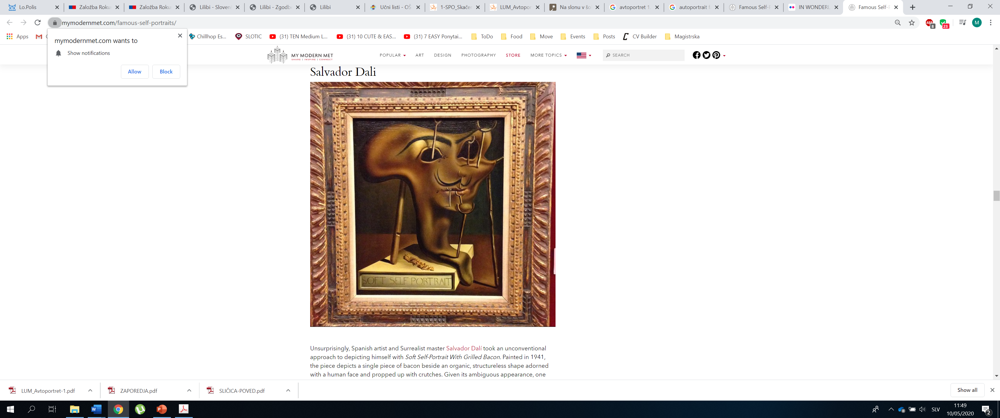 Lo.Polis
Založba Roku
Založba Roku
Lilibi - Sloven
Lilibi - Zgodb
Lilibi
Učni listi - OŠ
1-SPO_Skačer
LUM_Avtopor
Na slonu v šo
avtoportret 1.
autoportrait fa
Famous Self-P
IN WONDERL
Famous Self-P
mymodernmet.com/famous-self-portraits/
8
23
M
Apps
Chillhop Es...
SLOTIC
(31) TEN Medium L...
(31) 10 CUTE & EAS...
(31) 7 EASY Ponytai...
ToDo
Food
Move
Events
Posts
CV Builder
Magistrska
mymodernmet.com wants to
Show notifications
Allow
Block
MY MODERN MET
SHARE | INSPIRE | CONNECT
POPULAR
ART
DESIGN
PHOTOGRAPHY
STORE
MORE TOPICS
SEARCH
Salvador Dali
SOFT SELF PORTRAIT
Unsurprisingly, Spanish artist and Surrealist master Salvador Dalí took an unconventional
approach to depicting himself with Soft Self-Portrait With Grilled Bacon. Painted in 1941,
the piece depicts a single piece of bacon beside an organic, structureless shape adorned
with a human face and propped up with crutches. Given its ambiguous appearance, one
LUM_Avtoportret-1.pdf
ZAPOREDJA.pdf
SLIČICA-POVED.pdf
Show all
SLV
11:49
10/05/2020
2